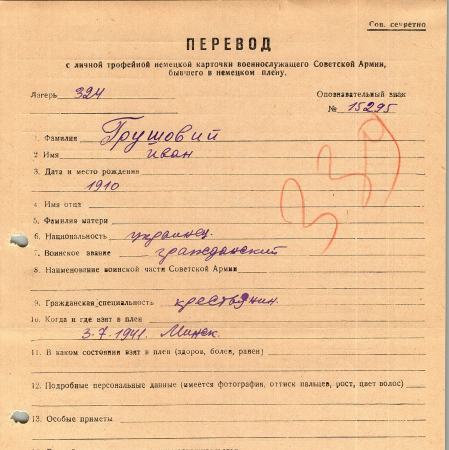 Сов. секретно
ПЕРЕВОД
с личной трофейной немецкой карточки военнослужащего Советской Армии,
бывшего в немецком плену.
Лагерь 324
Опознавательный знак
№ 15295
1. Фамилия Грушовий
2 Имя иван
3. Дата и место рождения
1910
4. Имя отца
5. Фамилия матери
6. Национальность украинец.
7. Воинское звание гражданский
8. Наименование воинской части Советской Армии
9. Гражданская специальность крестьянин.
10. Когда и где взят в плен
3.7.1941. Минск.
11. В каком состоянии взят в плен (здоров, болен, ранен)
12. Подробные персональные данные (имеется фотография, оттиск пальцев, рост, цвет волос)
13. Особые приметы